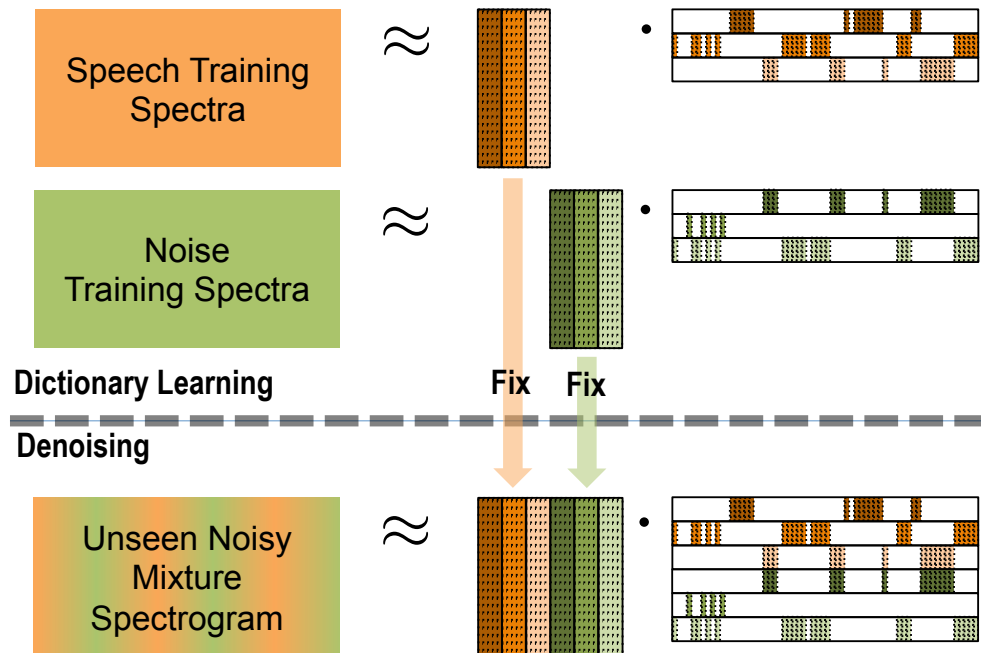 Speech Training
Spectra
≈
•
Noise
Training Spectra
≈
•
Dictionary Learning
Fix
Fix
Denoising
Unseen Noisy
Mixture
Spectrogram
≈
•